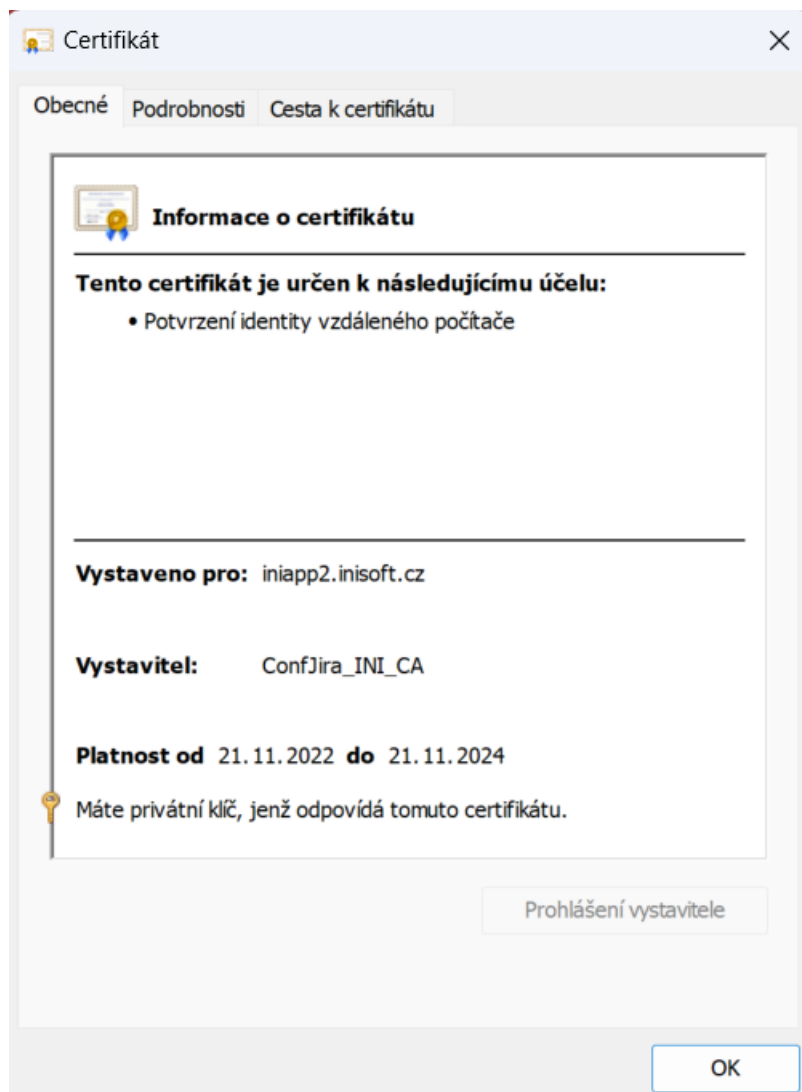 Certifikát
Obecné Podrobnosti Cesta k certifikátu
Informace o certifikátu
Tento certifikát je určen k následujícímu účelu:
• Potvrzení identity vzdáleného počítače
Vystaveno pro: iniapp2.inisoft.cz
Vystavitel: ConfJira_INI_CA
Platnost od 21.11.2022 do 21.11.2024
Máte privátní klíč, jenž odpovídá tomuto certifikátu.
Prohlášení vystavitele
OK